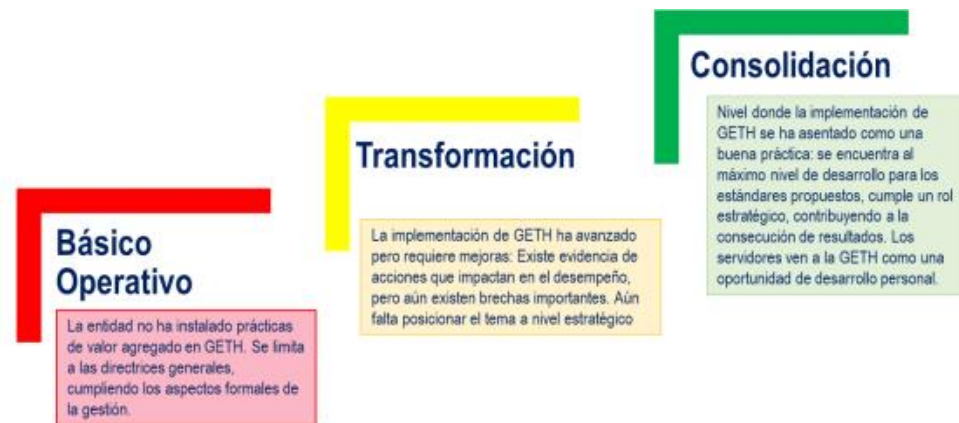 Básico
Operativo
La entidad no ha instalado prácticas
de valor agregado en GETH. Se limita
a las directrices generales,
cumpliendo los aspectos formales de
la gestión.
Transformación
La implementación de GETH ha avanzado
pero requiere mejoras: Existe evidencia de
acciones que impactan en el desempeño,
pero aún existen brechas importantes. Aún
falta posicionar el tema a nivel estratégico
Consolidación
Nivel donde la implementación de
GETH se ha asentado como una
buena práctica: se encuentra al
máximo nivel de desarrollo para los
estándares propuestos, cumple un rol
estratégico, contribuyendo a la
consecución de resultados. Los
servidores ven a la GETH como una
oportunidad de desarrollo personal.